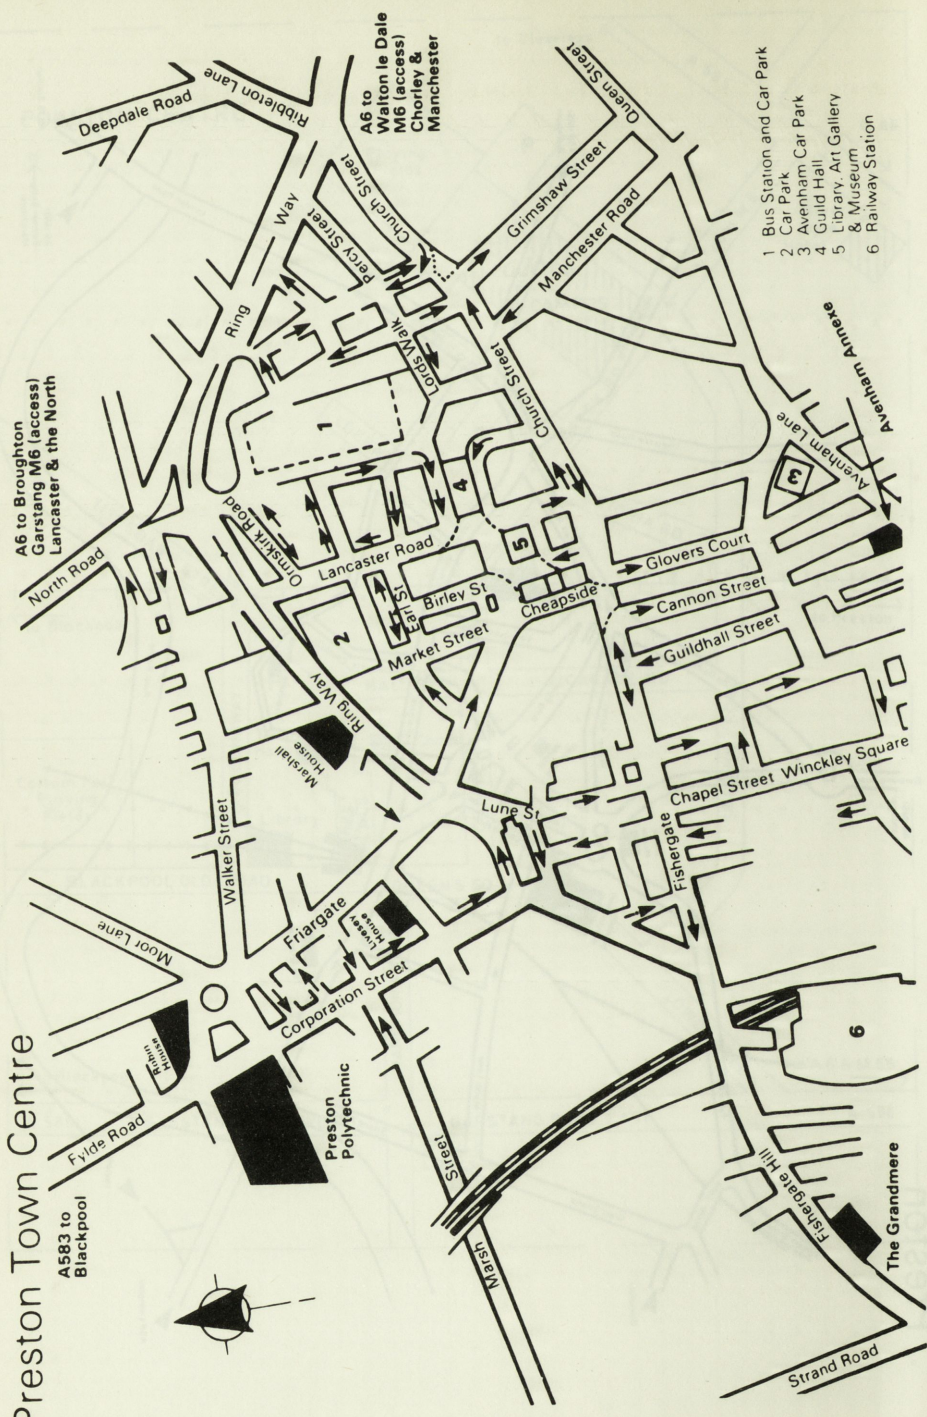 Preston Town Centre
A583 to
Blackpool
Fylde Road
Robin
House
Moor Lane
Walker Street
Marshall
House
North Road
A6 to Broughton
Garstang M6 (access)
Lancaster & the North
Deepdale Road
Ribbleton Lane
A6 to
Walton le Dale
M6 (access)
Chorley &
Manchester
Ring
Way
Percy Street
Church Street
Lords Walk
Ormskirk Road
Ring Way
Lancaster Road
1
2
4
5
Earl St
Birley St
Market Street
Cheapside
Church Street
Grimshaw Street
Queen Street
Manchester Road
Friargate
Livesey
House
Corporation Street
Preston
Polytechnic
Lune St
Marsh
Street
Fishergate
Glovers Court
Cannon Street
Guildhall Street
Chapel Street
Winckley Square
3
Avenham Lane
Avenham Annexe
6
Fishergate Hill
The Grandmere
Strand Road
1 Bus Station and Car Park
2 Car Park
3 Avenham Car Park
4 Guild Hall
5 Library, Art Gallery
& Museum
6 Railway Station